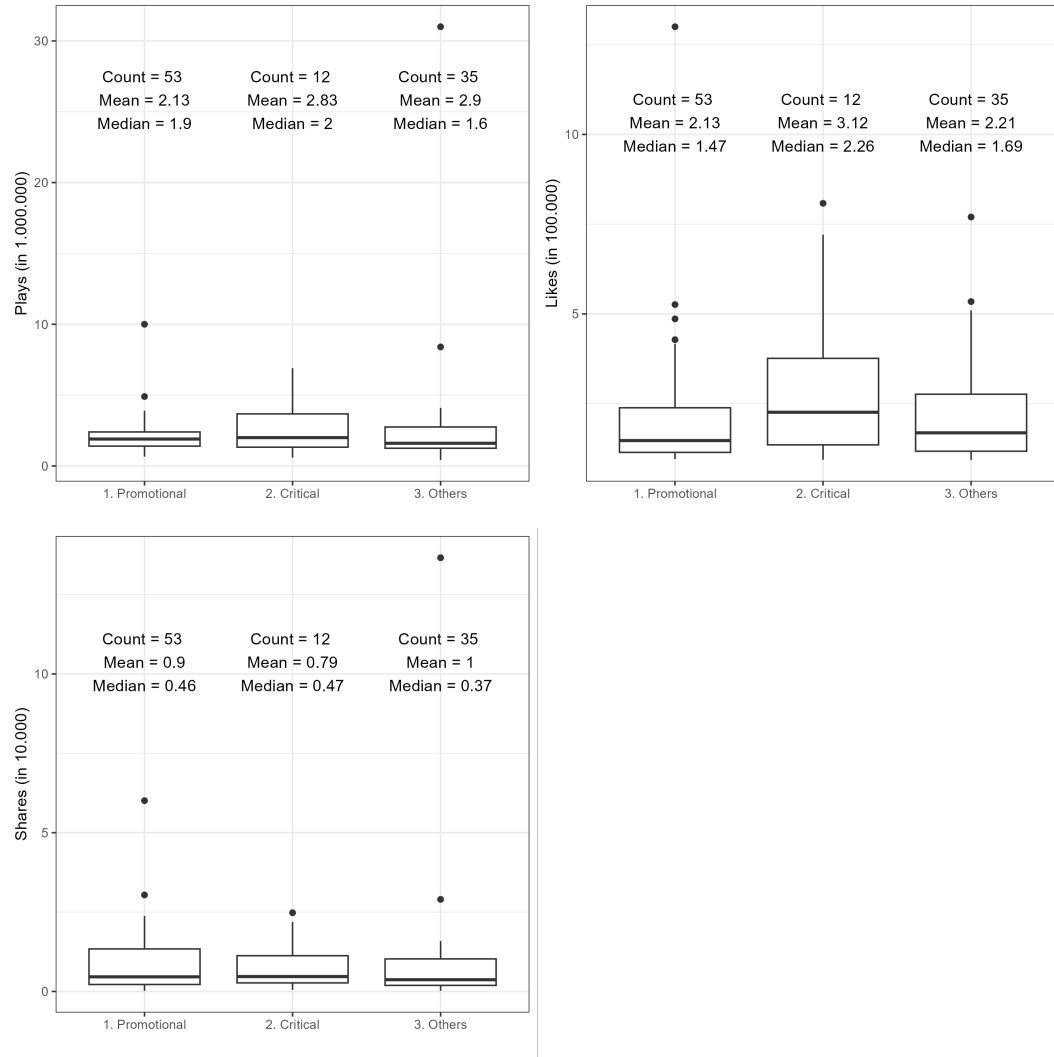 Plays (in 1.000.000)
30
20
10
0
Count = 53
Mean = 2.13
Median = 1.9
Count = 12
Mean = 2.83
Median = 2
Count = 35
Mean = 2.9
Median = 1.6
1. Promotional
2. Critical
3. Others
Likes (in 100.000)
10
5
Count = 53
Mean = 2.13
Median = 1.47
Count = 12
Mean = 3.12
Median = 2.26
Count = 35
Mean = 2.21
Median = 1.69
1. Promotional
2. Critical
3. Others
Shares (in 10.000)
10
5
0
Count = 53
Mean = 0.9
Median = 0.46
Count = 12
Mean = 0.79
Median = 0.47
Count = 35
Mean = 1
Median = 0.37
1. Promotional
2. Critical
3. Others